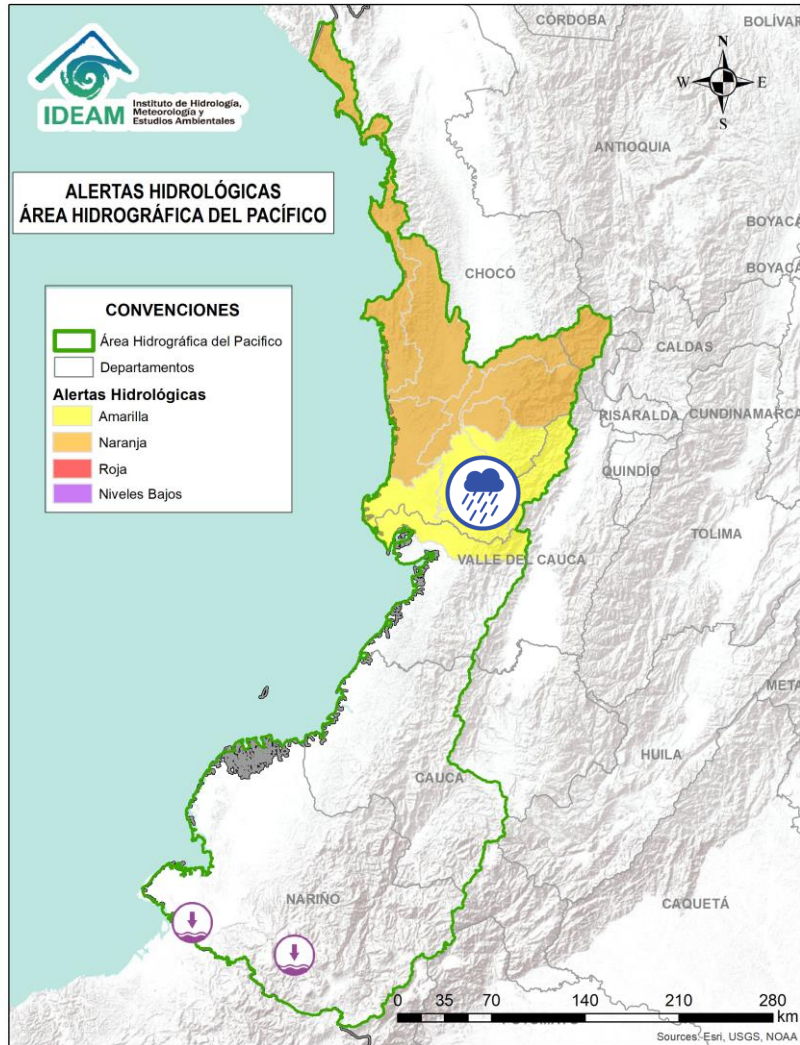 IDEAM
Instituto de Hidrología,
Meteorología y
Estudios Ambientales
ALERTAS HIDROLÓGICAS
ÁREA HIDROGRÁFICA DEL PACÍFICO
CONVENCIONES
Área Hidrográfica del Pacifico
Departamentos
Alertas Hidrológicas
Amarilla
Naranja
Roja
Niveles Bajos
CÓRDOBA
BOLÍVAR
N
W
E
S
ANTIOQUIA
BOYACÁ
BOYACÁ
CHOCÓ
CALDAS
RISARALDA
CUNDINAMARCA
QUINDÍO
TOLIMA
VALLE DEL CAUCA
META
HUILA
CAUCA
NARIÑO
CAQUETÁ
0 35 70 140 210 280
km
Sources: Esri, USGS, NOAA